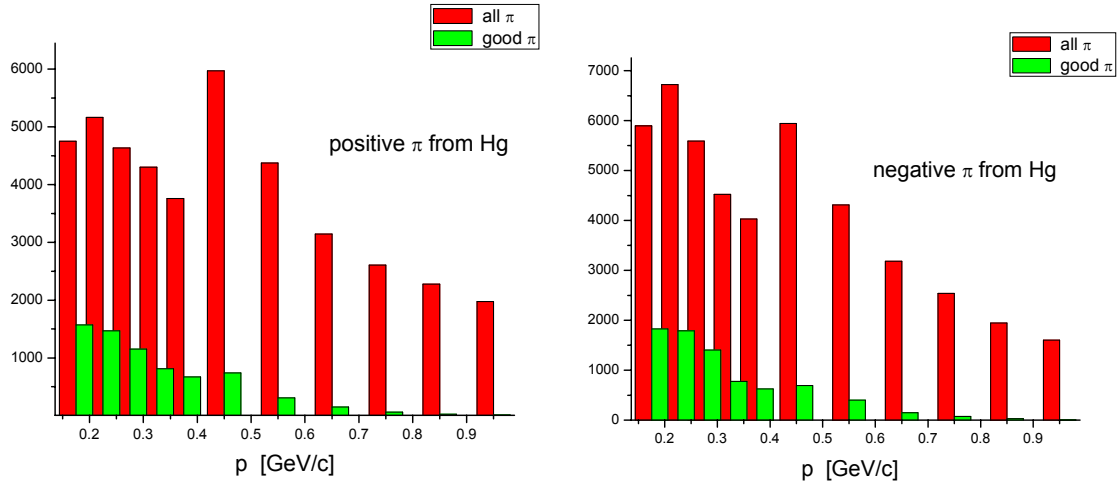 all π
good π
6000
5000
4000
3000
2000
1000
positive π from Hg
0.2 0.3 0.4 0.5 0.6 0.7 0.8 0.9
p [GeV/c]
all π
good π
7000
6000
5000
4000
3000
2000
1000
0
negative π from Hg
0.2 0.3 0.4 0.5 0.6 0.7 0.8 0.9
p [GeV/c]